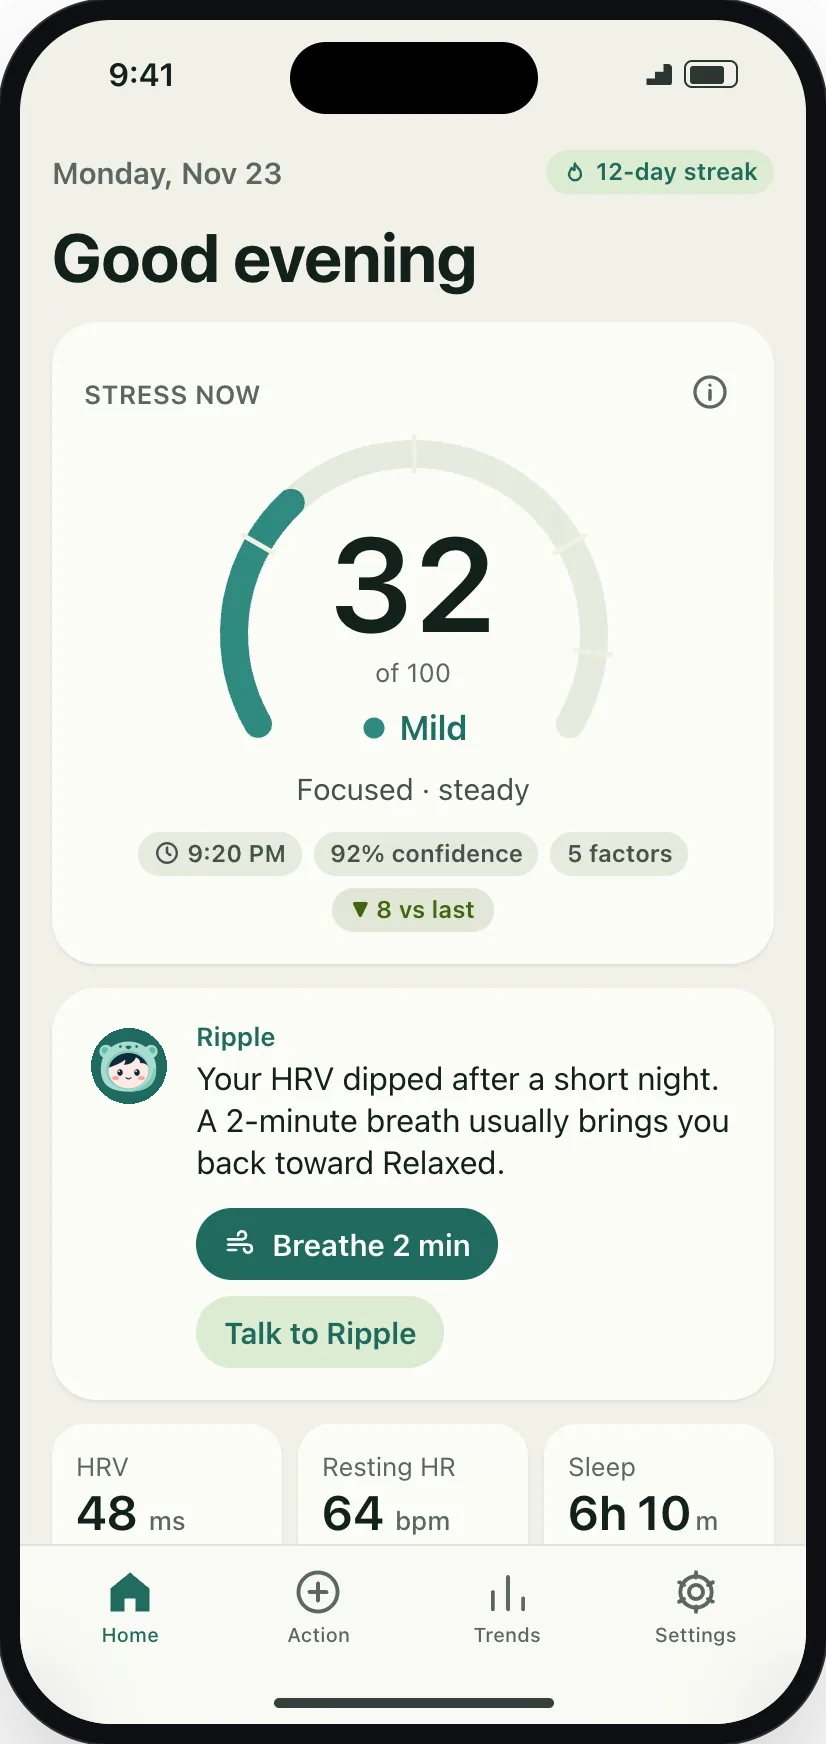 9:41
Monday, Nov 23
12-day streak
Good evening
STRESS NOW
32
of 100
Mild
Focused · steady
9:20 PM
92% confidence
5 factors
▼ 8 vs last
Ripple
Your HRV dipped after a short night.
A 2-minute breath usually brings you
back toward Relaxed.
Breathe 2 min
Talk to Ripple
HRV
48 ms
Resting HR
64 bpm
Sleep
6h 10m
Home
Action
Trends
Settings